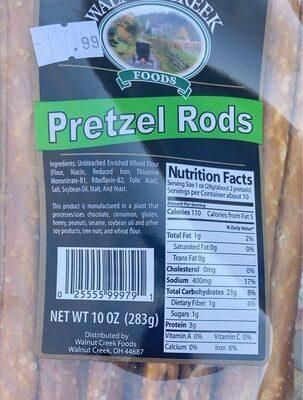 WALNUT CREEK
.99
FOODS
Pretzel Rods
Ingredients: Unbleached Enriched Wheat Flour
(Flour, Niacin, Reduced Iron, Thiamine
Mononitrate-B1, Riboflavin-B2, Folic Acid),
Salt, Soybean Oil, Malt, And Yeast.
This product is manufactured in a plant that
processes/uses chocolate, cinnamon, gluten,
honey, peanuts, sesame, soybean oil and other
soy products, tree nuts, and wheat flour.
0 25555 99979 1
NET WT 10 OZ (283g)
Distributed by
Walnut Creek Foods
Walnut Creek, OH 44687
Nutrition Facts
Serving Size 1 oz (28g/about 2 pretzels)
Servings Per Container about 10
Amount Per Serving
Calories 110 Calories from Fat 5
% Daily Value*
Total Fat 1g 2%
Saturated Fat 0g 0%
Trans Fat 0g
Cholesterol 0mg 0%
Sodium 400mg 17%
Total Carbohydrates 23g 8%
Dietary Fiber 1g 4%
Sugars 1g
Protein 3g
Vitamin A 0% Vitamin C 0%
Calcium 0% Iron 6%